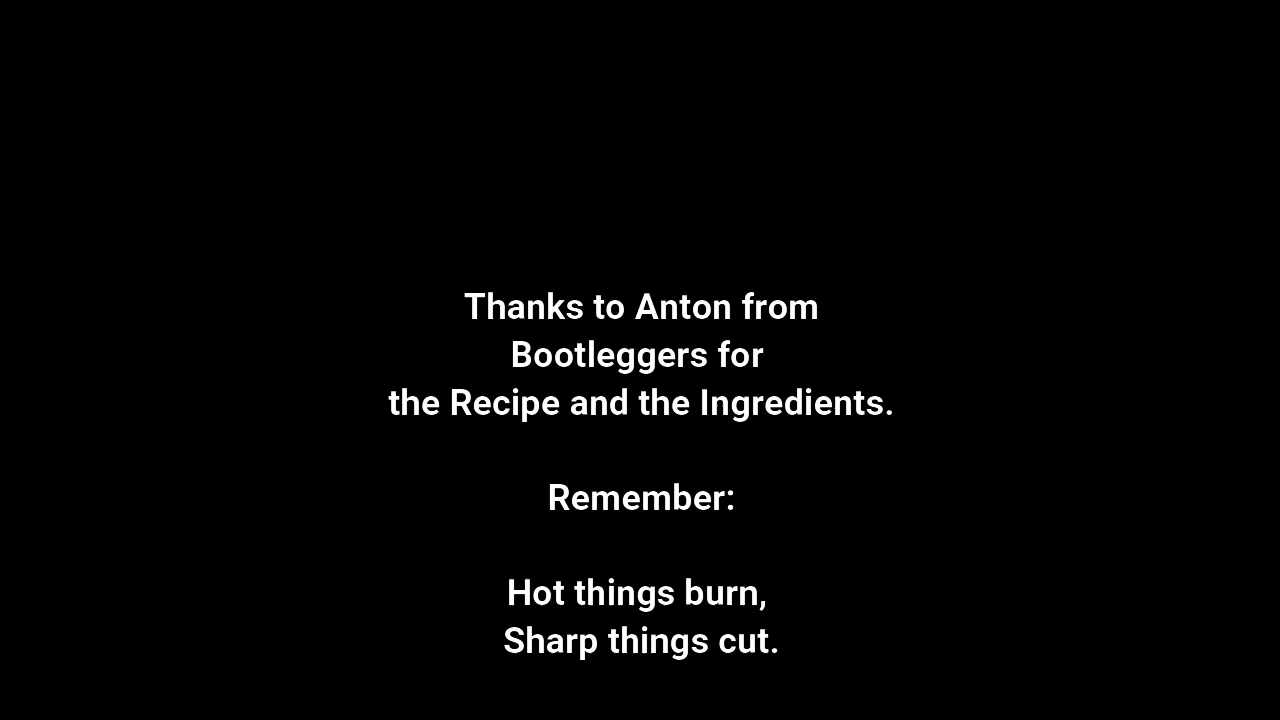 Thanks to Anton from
Bootleggers for
the Recipe and the Ingredients.
Remember:
Hot things burn,
Sharp things cut.